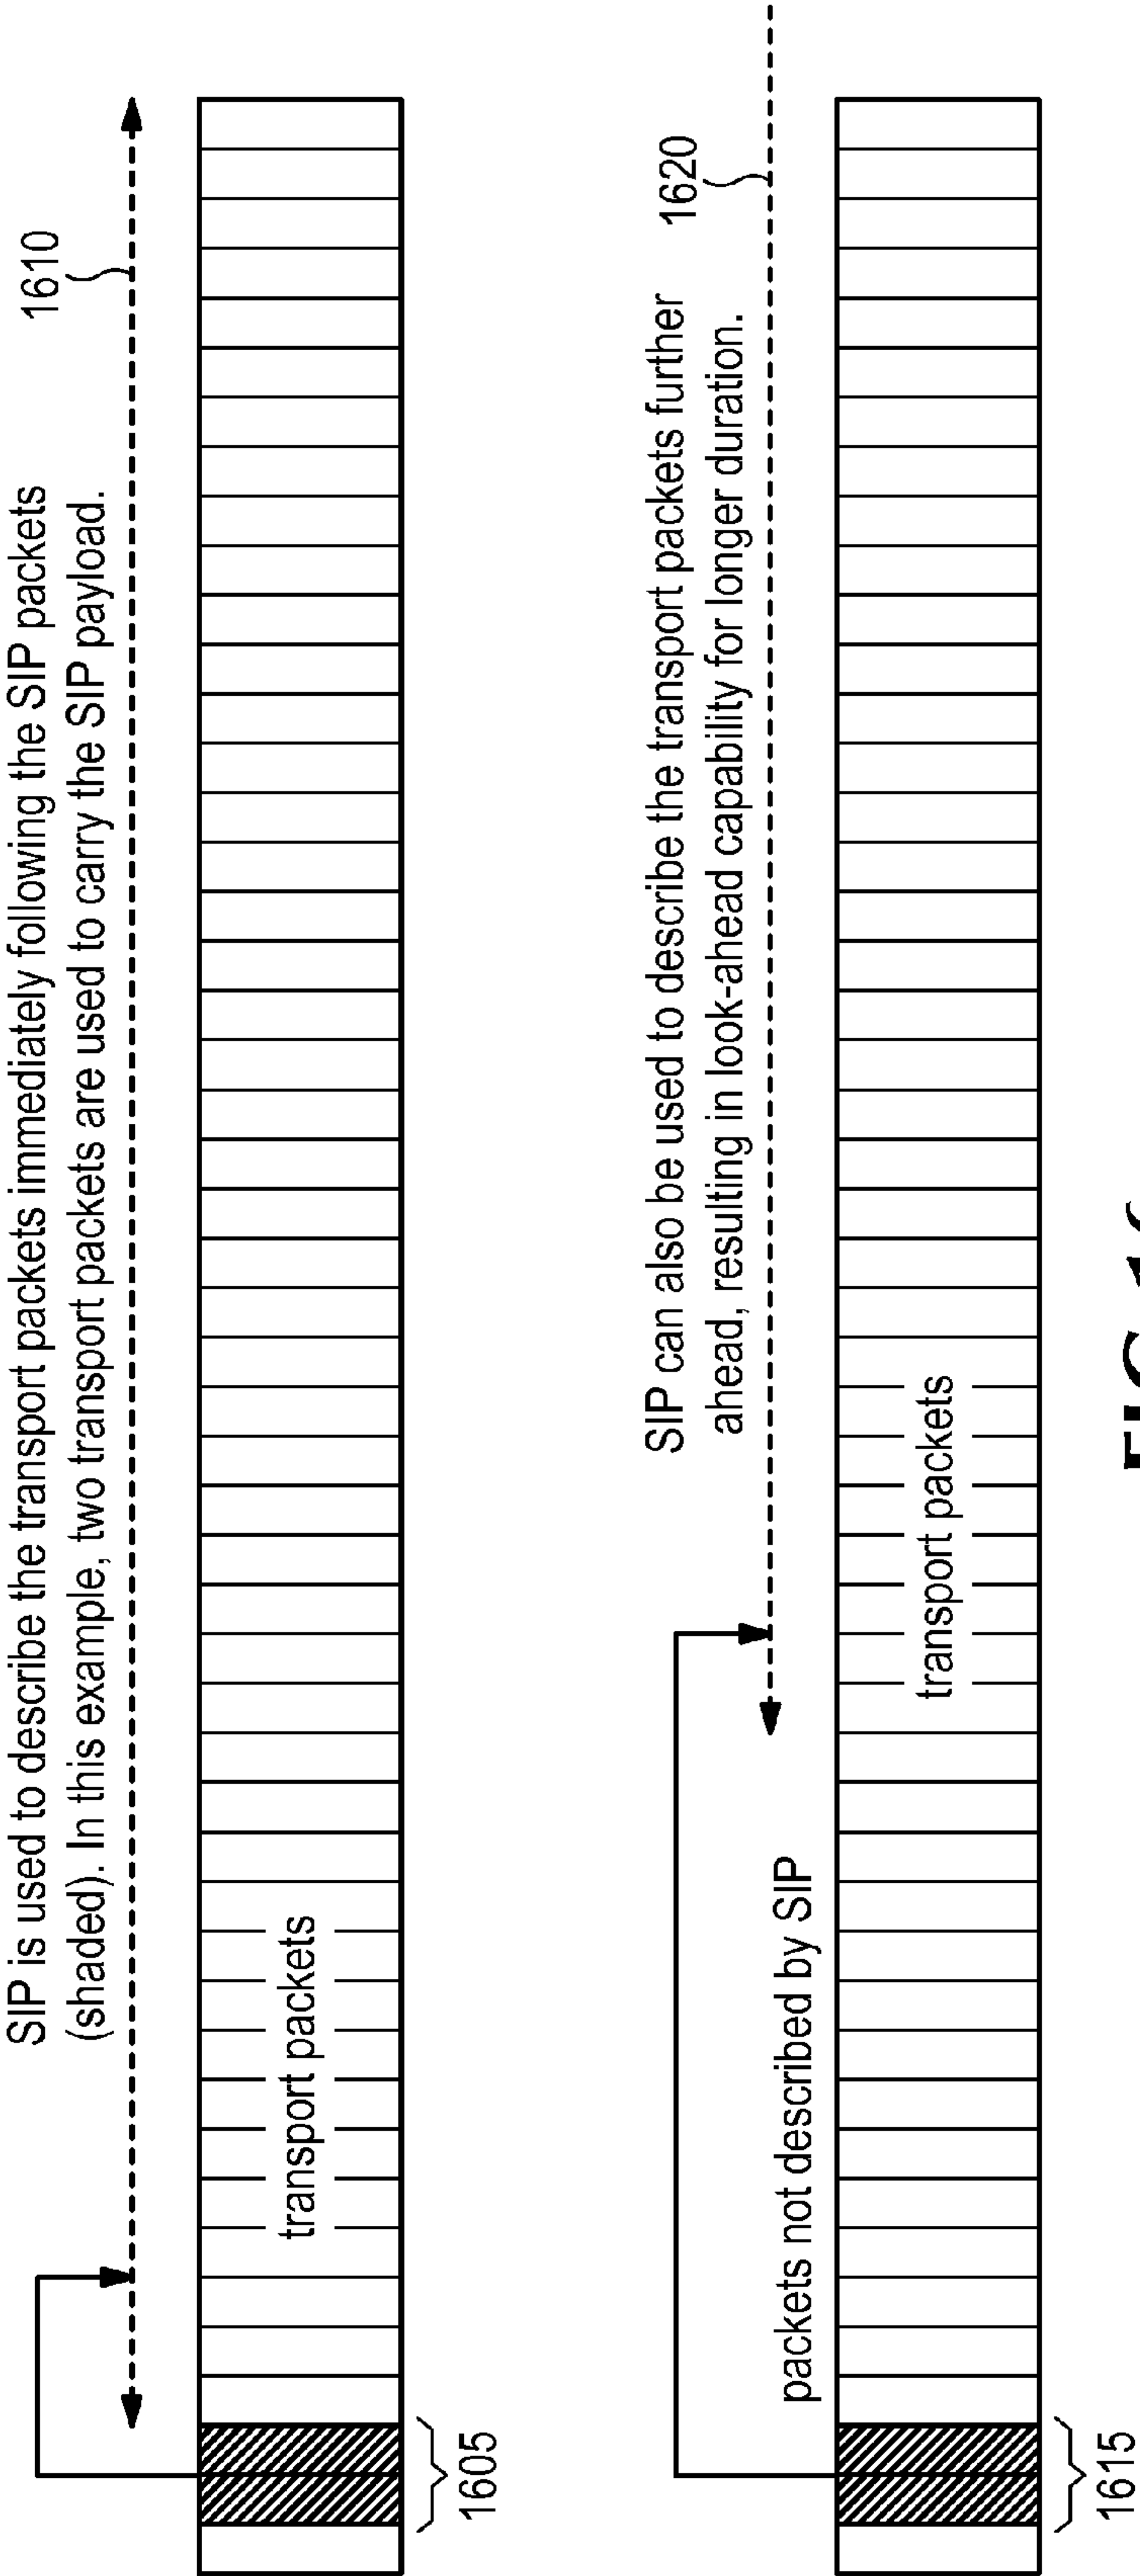 SIP is used to describe the transport packets immediately following the SIP packets
(shaded). In this example, two transport packets are used to carry the SIP payload.
1610
transport packets
1605
SIP can also be used to describe the transport packets further
ahead, resulting in look-ahead capability for longer duration.
1620
packets not described by SIP
transport packets
1615